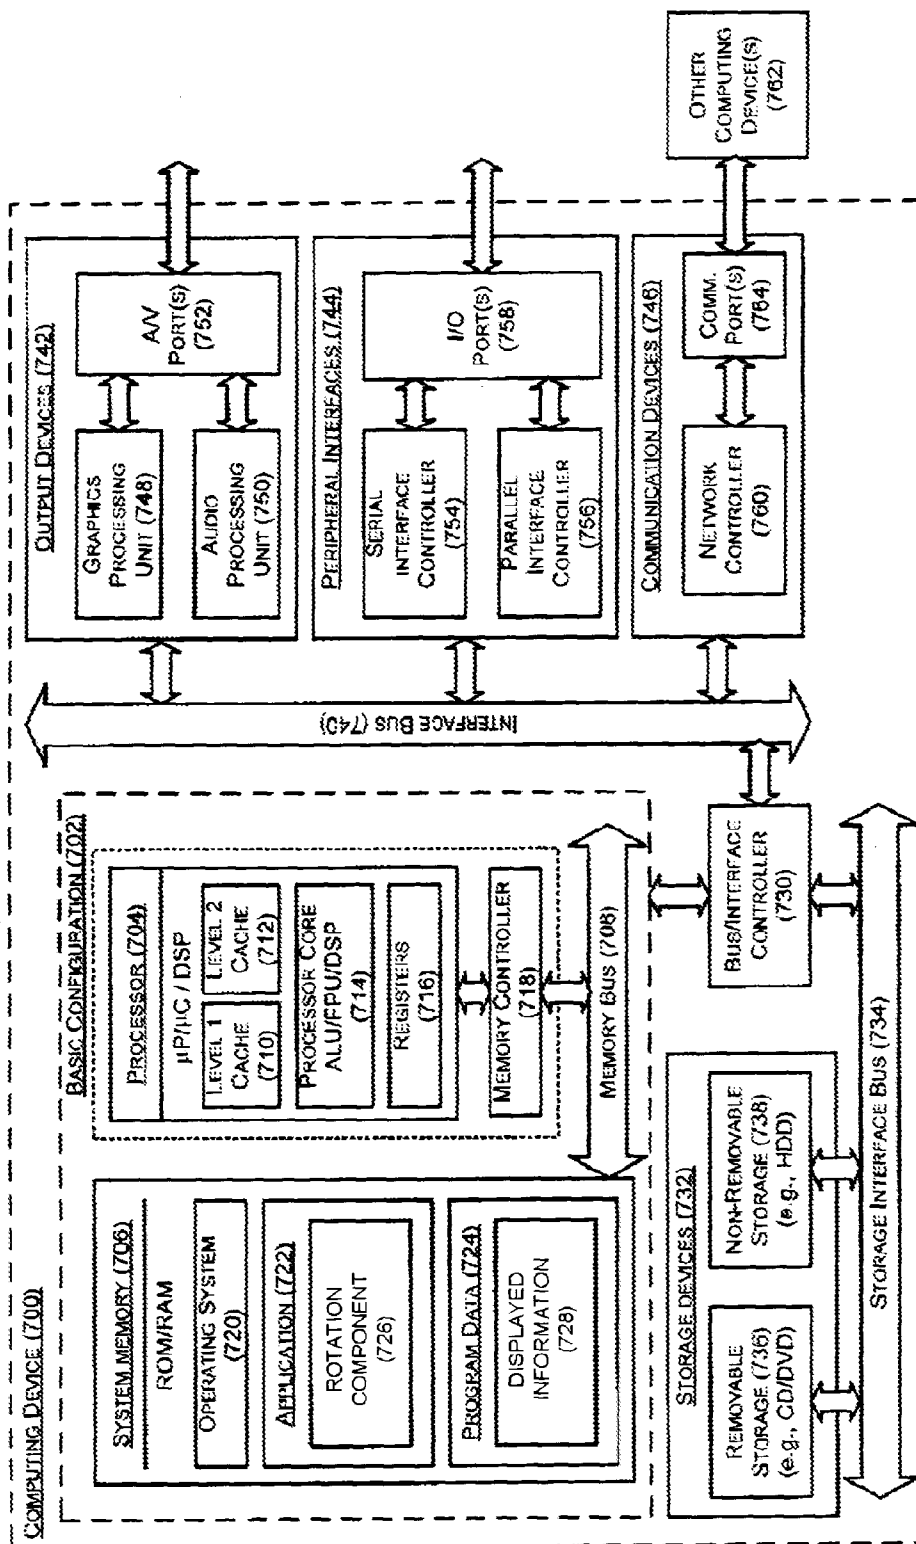 COMPUTING DEVICE (700)
BASIC CONFIGURATION (702)
SYSTEM MEMORY (706)
ROM/RAM
OPERATING SYSTEM
(720)
APPLICATION (722)
ROTATION
COMPONENT
(726)
PROGRAM DATA (724)
DISPLAYED
INFORMATION
(728)
PROCESSOR (704)
µP/µC / DSP
LEVEL 1
CACHE
(710)
LEVEL 2
CACHE
(712)
PROCESSOR CORE
ALU/FPU/DSP
(714)
REGISTERS
(716)
MEMORY CONTROLLER
(718)
MEMORY BUS (708)
STORAGE DEVICES (732)
REMOVABLE
STORAGE (736)
(e.g., CD/DVD)
NON-REMOVABLE
STORAGE (738)
(e.g., HDD)
STORAGE INTERFACE BUS (734)
BUS/INTERFACE
CONTROLLER
(730)
INTERFACE BUS (740)
OUTPUT DEVICES (742)
GRAPHICS
PROCESSING
UNIT (748)
AUDIO
PROCESSING
UNIT (750)
A/V
PORT(S)
(752)
PERIPHERAL INTERFACES (744)
SERIAL
INTERFACE
CONTROLLER
(754)
PARALLEL
INTERFACE
CONTROLLER
(756)
I/O
PORT(S)
(758)
COMMUNICATION DEVICES (746)
NETWORK
CONTROLLER
(760)
COMM.
PORT(S)
(764)
OTHER
COMPUTING
DEVICE(S)
(762)